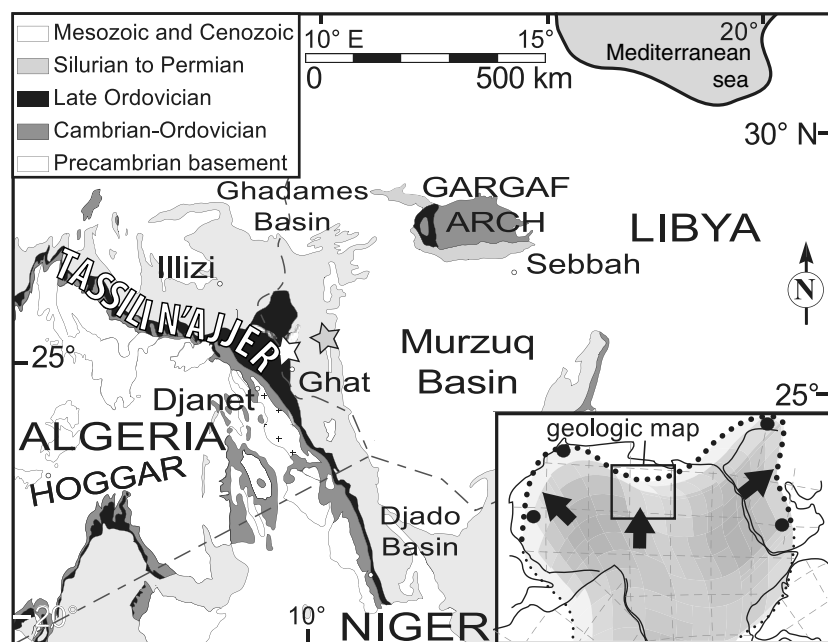 Mesozoic and Cenozoic
Silurian to Permian
Late Ordovician
Cambrian-Ordovician
Precambrian basement
10° E
15°
20°
0
500 km
Mediterranean
sea
30° N
Ghadames
Basin
GARGAF
ARCH
LIBYA
Illizi
Sebbah
TASSILI N'AJJER
N
25°
Ghat
Murzuq
Basin
25°
Djanet
ALGERIA
HOGGAR
geologic map
Djado
Basin
20°
10°
NIGER